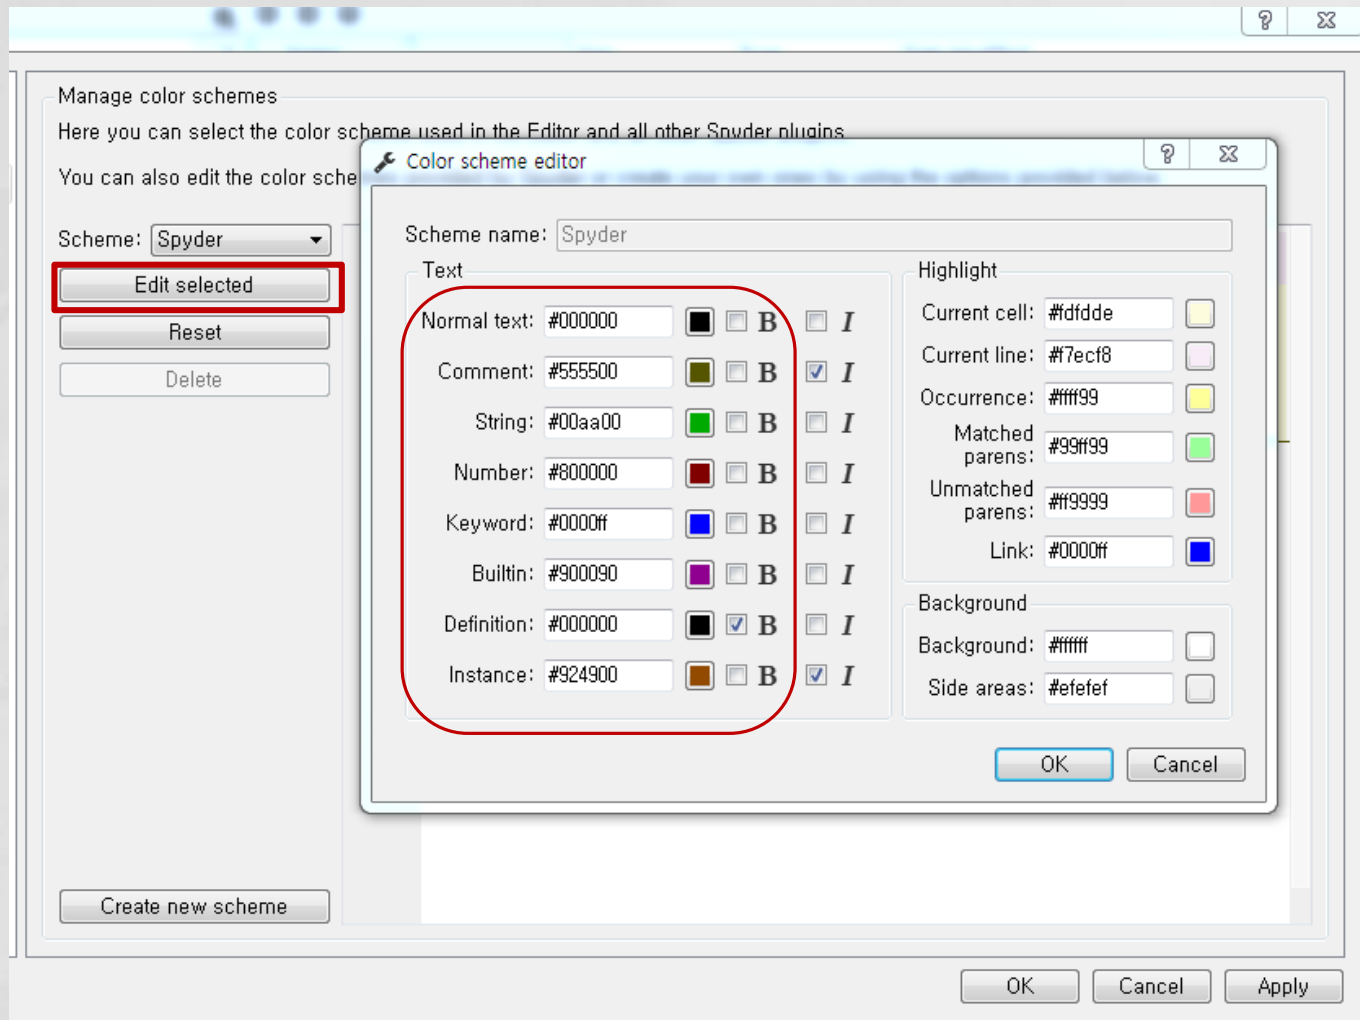 Manage color schemes
Here you can select the color scheme used in the Editor and all other Spyder plugins
You can also edit the color sche
Scheme: Spyder
Edit selected
Reset
Delete
Create new scheme
Color scheme editor
Scheme name: Spyder
Text
Normal text: #000000 B I
Comment: #555500 B I
String: #00aa00 B I
Number: #800000 B I
Keyword: #0000ff B I
Builtin: #900090 B I
Definition: #000000 B I
Instance: #924900 B I
Highlight
Current cell: #fdfdde
Current line: #f7ecf8
Occurrence: #ffff99
Matched
parens: #99ff99
Unmatched
parens: #ff9999
Link: #0000ff
Background
Background: #ffffff
Side areas: #efefef
OK Cancel
OK Cancel Apply